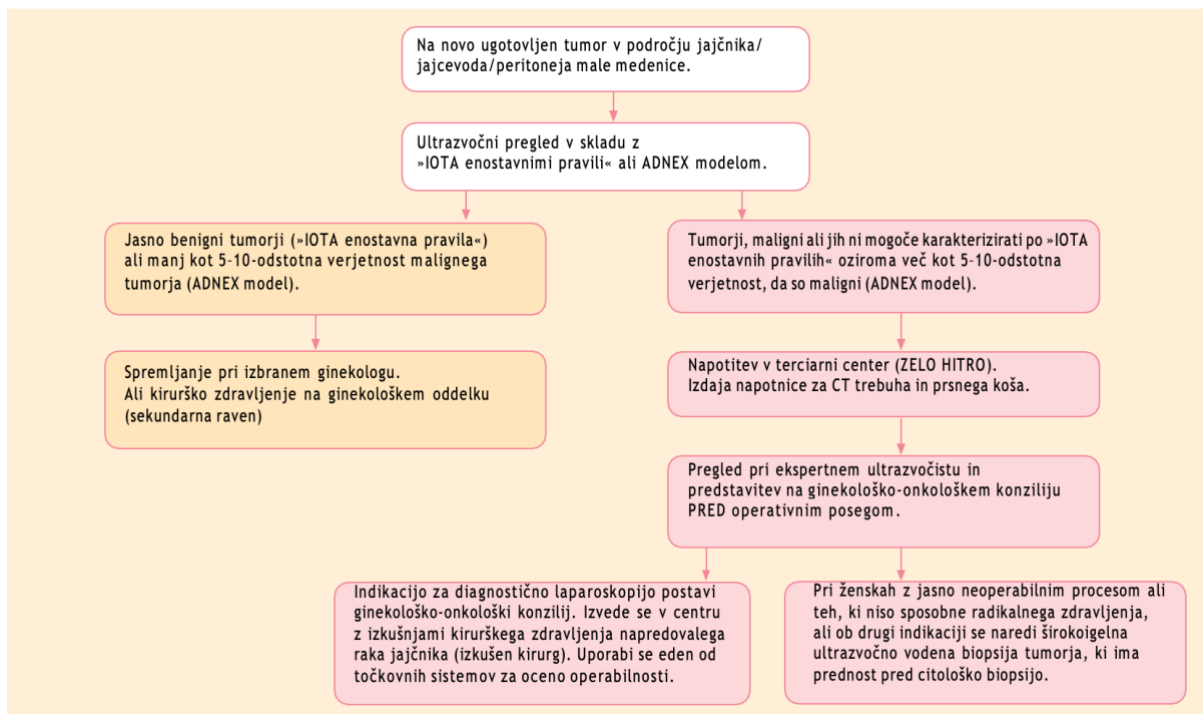 Na novo ugotovljen tumor v področju jajčnika/
jajcevoda/peritoneja male medenice.
Ultrazvočni pregled v skladu z
»IOTA enostavnimi pravili« ali ADNEX modelom.
Jasno benigni tumorji (»IOTA enostavna pravila«)
ali manj kot 5-10-odstotna verjetnost malignega
tumorja (ADNEX model).
Spremljanje pri izbranem ginekologu.
Ali kirurško zdravljenje na ginekološkem oddelku
(sekundarna raven)
Tumorji, maligni ali jih ni mogoče karakterizirati po »IOTA
enostavnih pravilih« oziroma več kot 5-10-odstotna
verjetnost, da so maligni (ADNEX model).
Napotitev v terciarni center (ZELO HITRO).
Izdaja napotnice za CT trebuha in prsnega koša.
Pregled pri ekspertnem ultrazvočistu in
predstavitev na ginekološko-onkološkem konziliju
PRED operativnim posegom.
Indikacijo za diagnostično laparoskopijo postavi
ginekološko-onkološki konzilij. Izvede se v centru
z izkušnjami kirurškega zdravljenja napredovalega
raka jajčnika (izkušen kirurg). Uporabi se eden od
točkovnih sistemov za oceno operabilnosti.
Pri ženskah z jasno neoperabilnim procesom ali
teh, ki niso sposobne radikalnega zdravljenja,
ali ob drugi indikaciji se naredi širokoigelna
ultrazvočno vodena biopsija tumorja, ki ima
prednost pred citološko biopsijo.